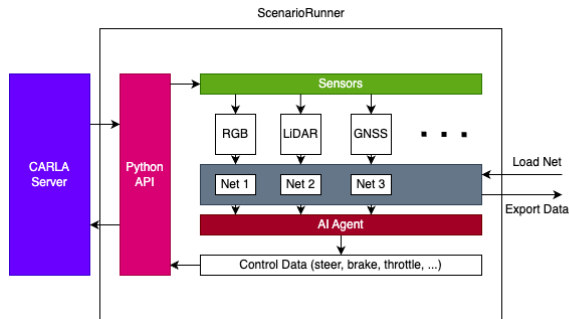 ScenarioRunner
CARLA
Server
Python
API
Sensors
RGB
LiDAR
GNSS
Net 1
Net 2
Net 3
Load Net
Export Data
AI Agent
Control Data (steer, brake, throttle, ...)